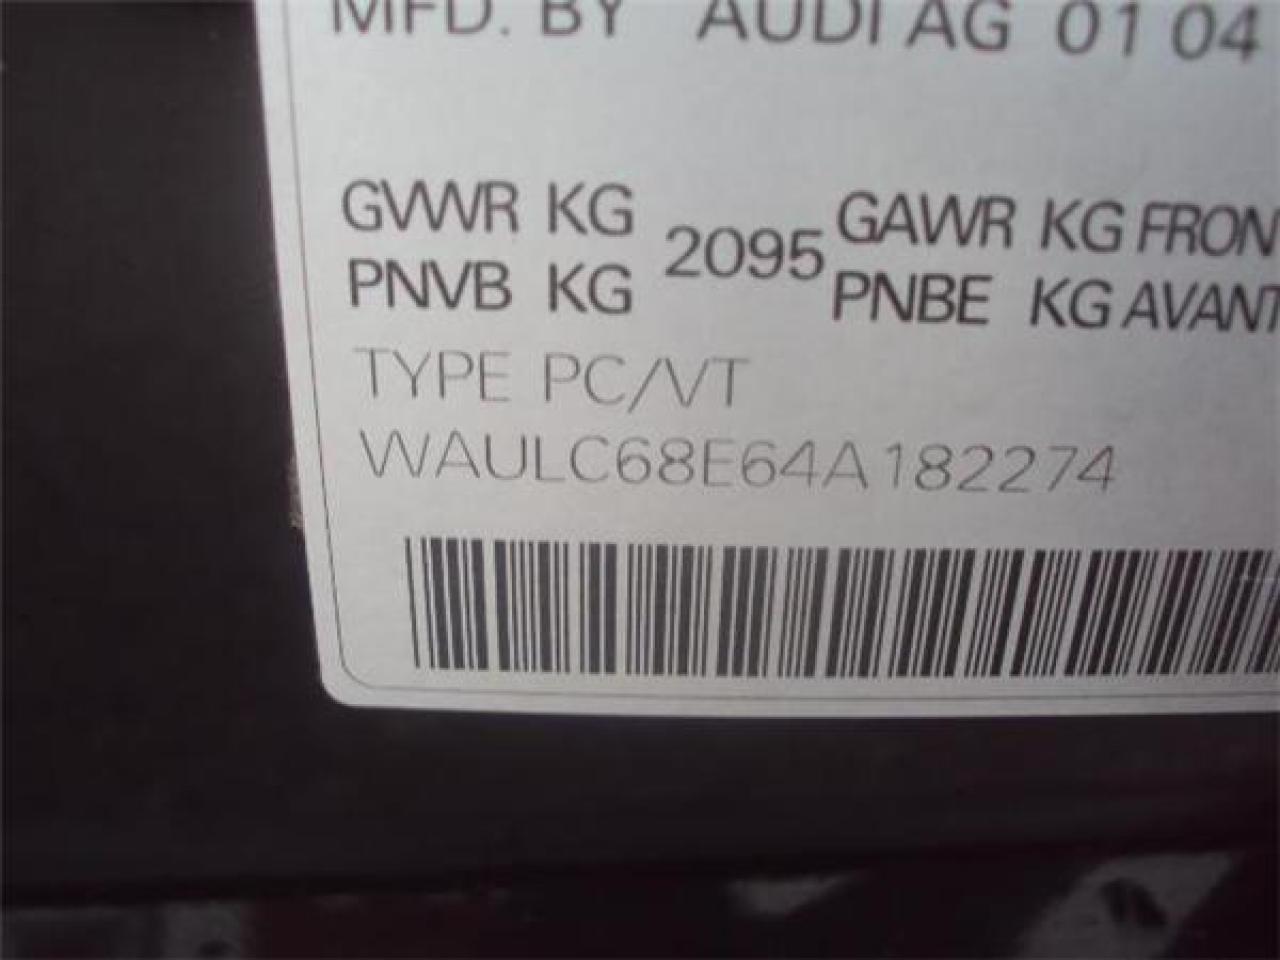 MFD. BY AUDI AG 01 04
GVWR KG 2095 GAWR KG FRON
PNVB KG PNBE KG AVANT
TYPE PC/VT
WAULC68E64A182274